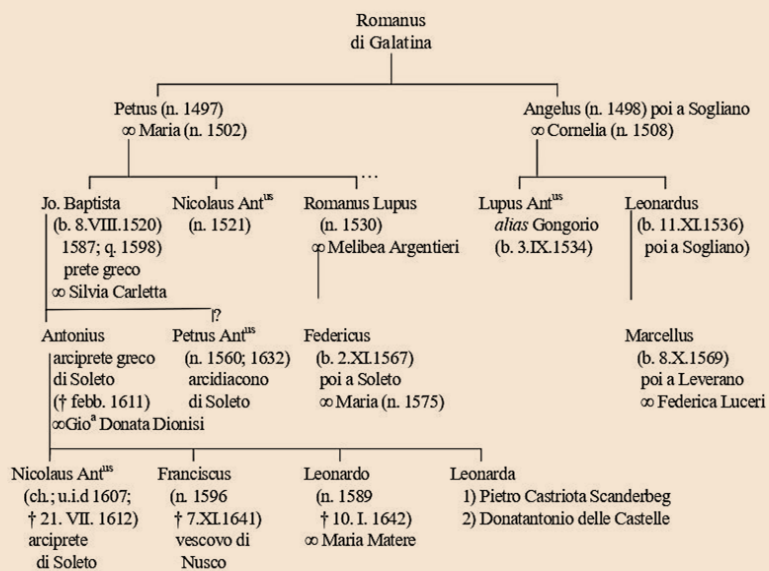 Romanus
di Galatina
Petrus (n. 1497)
∞ Maria (n. 1502)
Angelus (n. 1498) poi a Sogliano
∞ Cornelia (n. 1508)
...
Jo. Baptista
(b. 8.VIII.1520)
1587; q. 1598)
prete greco
∞ Silvia Carletta
Nicolaus Antᵘˢ
(n. 1521)
Romanus Lupus
(n. 1530)
∞ Melibea Argentieri
Lupus Antᵘˢ
alias Gongorio
(b. 3.IX.1534)
Leonardus
(b. 11.XI.1536)
poi a Sogliano)
?
Antonius
arciprete greco
di Soleto
(† febb. 1611)
∞Gioᵃ Donata Dionisi
Petrus Antᵘˢ
(n. 1560; 1632)
arcidiacono
di Soleto
Federicus
(b. 2.XI.1567)
poi a Soleto
∞ Maria (n. 1575)
Marcellus
(b. 8.X.1569)
poi a Leverano
∞ Federica Luceri
Nicolaus Antᵘˢ
(ch.; u.i.d 1607;
† 21. VII. 1612)
arciprete
di Soleto
Franciscus
(n. 1596
† 7.XI.1641)
vescovo di
Nusco
Leonardo
(n. 1589
† 10. I. 1642)
∞ Maria Matere
Leonarda
1) Pietro Castriota Scanderbeg
2) Donatantonio delle Castelle